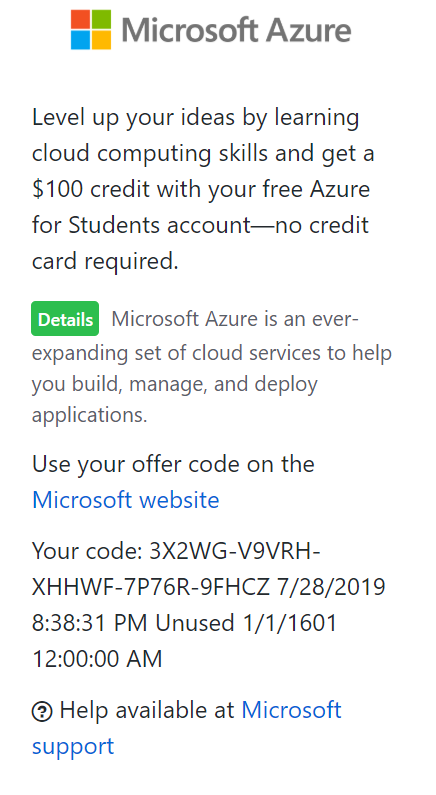 Microsoft Azure
Level up your ideas by learning
cloud computing skills and get a
$100 credit with your free Azure
for Students account—no credit
card required.
Details Microsoft Azure is an ever-
expanding set of cloud services to help
you build, manage, and deploy
applications.
Use your offer code on the
Microsoft website
Your code: 3X2WG-V9VRH-
XHHWF-7P76R-9FHCZ 7/28/2019
8:38:31 PM Unused 1/1/1601
12:00:00 AM
Help available at Microsoft
support